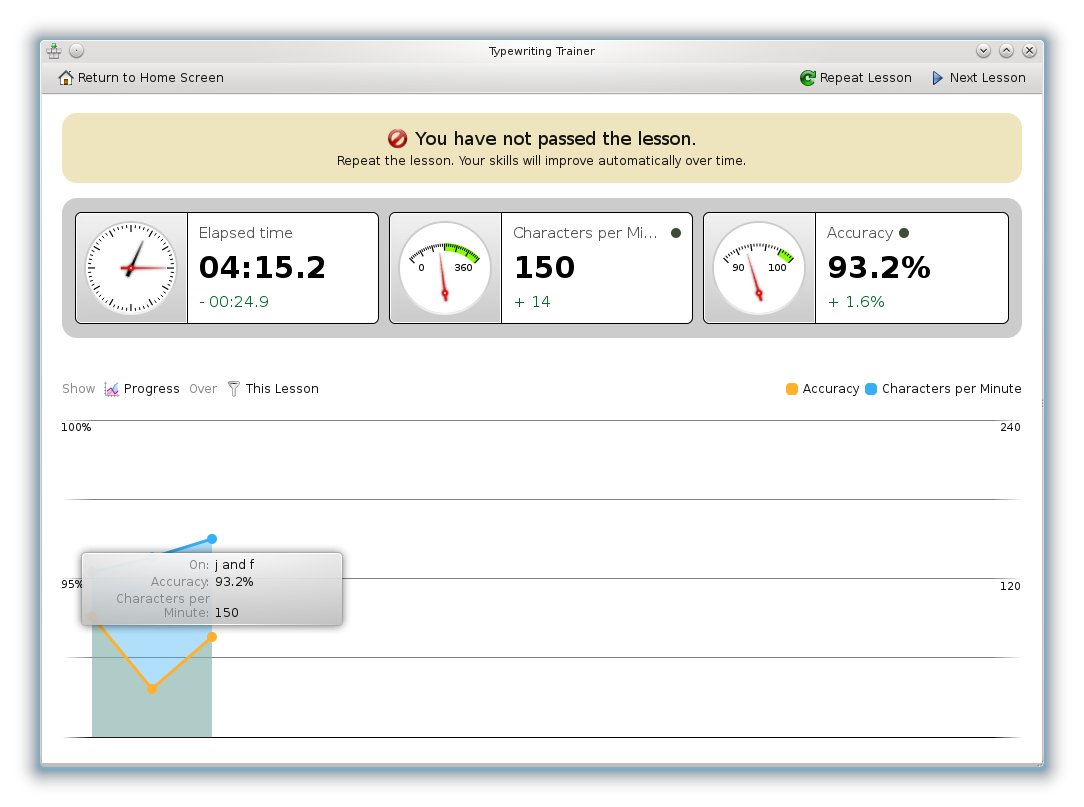 Typewriting Trainer
Return to Home Screen
Repeat Lesson
Next Lesson
You have not passed the lesson.
Repeat the lesson. Your skills will improve automatically over time.
0
360
Elapsed time
04:15.2
- 00:24.9
Characters per Mi...
150
+ 14
90
100
Accuracy
93.2%
+ 1.6%
Show Progress Over This Lesson
Accuracy Characters per Minute
100%
240
On: j and f
Accuracy: 93.2%
Characters per
Minute: 150
95%
120